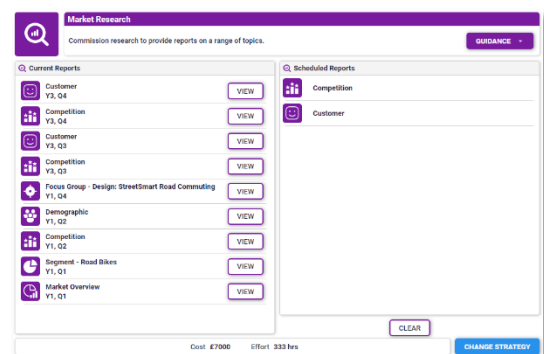 Market Research
Commission research to provide reports on a range of topics.
GUIDANCE
Current Reports
Customer
Y3, Q4
VIEW
Competition
Y3, Q4
VIEW
Customer
Y3, Q3
VIEW
Competition
Y3, Q3
VIEW
Focus Group - Design: StreetSmart Road Commuting
Y1, Q4
VIEW
Demographic
Y1, Q2
VIEW
Competition
Y1, Q2
VIEW
Segment - Road Bikes
Y1, Q1
VIEW
Market Overview
Y1, Q1
VIEW
Scheduled Reports
Competition
Customer
CLEAR
Cost £7000 Effort 333 hrs
CHANGE STRATEGY